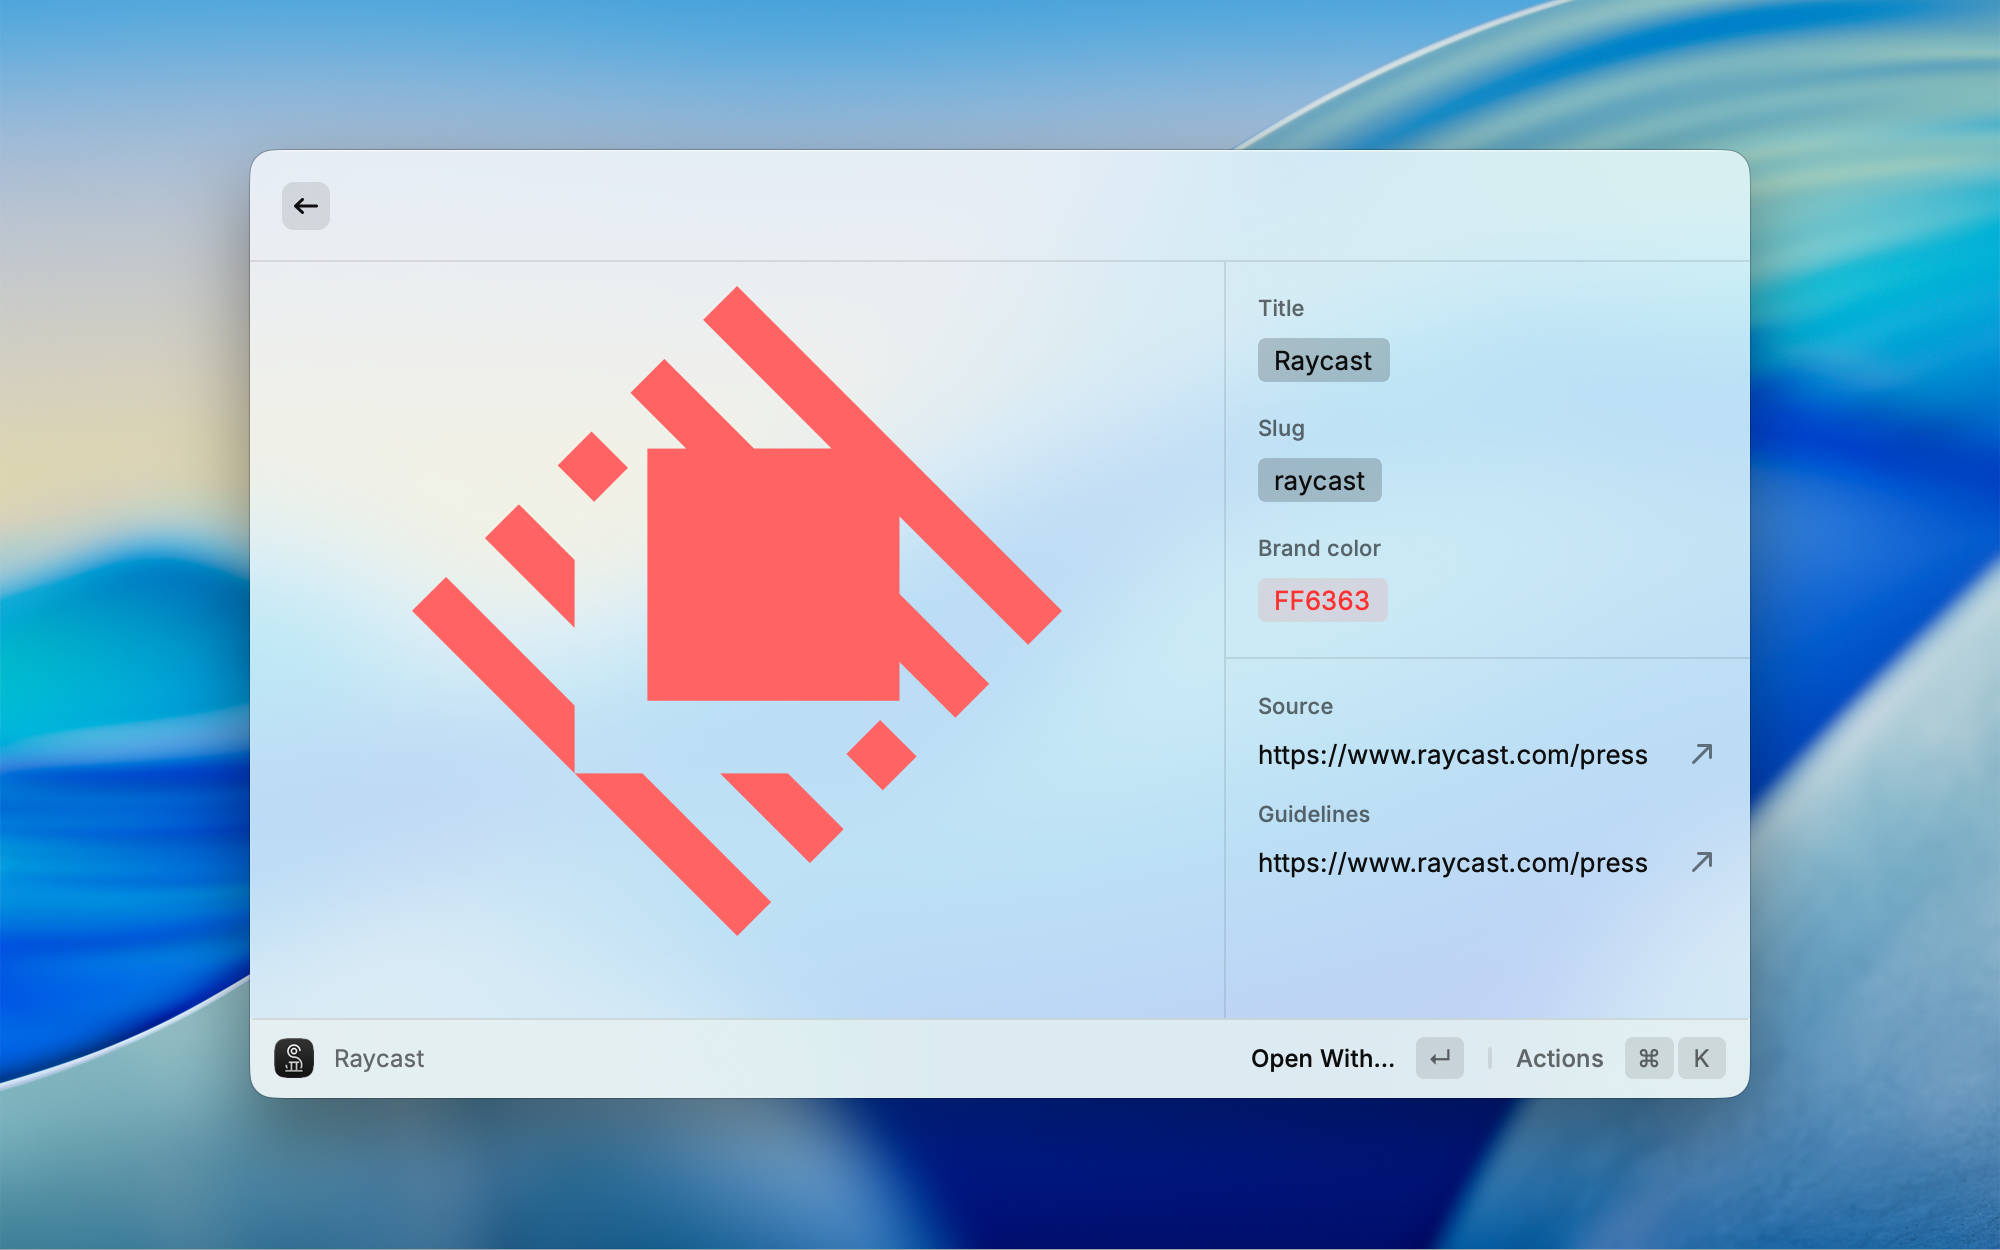 Title
Raycast
Slug
raycast
Brand color
FF6363
Source
https://www.raycast.com/press
Guidelines
https://www.raycast.com/press
Raycast
Open With...
Actions
⌘ K